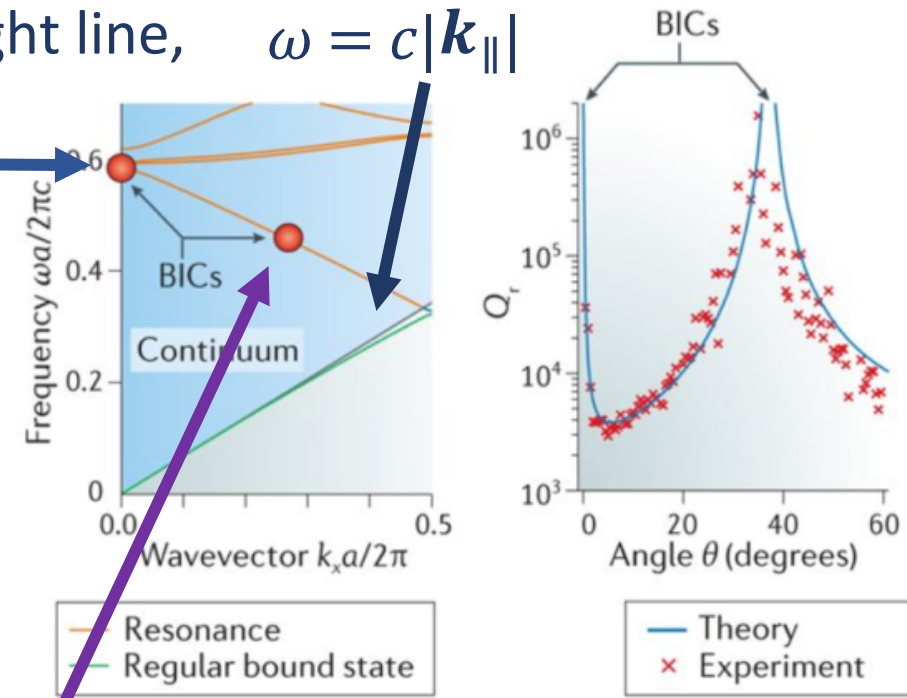 ght line, ω = c|k∥|
BICs
Frequency ωa/2πc
0.6
0.4
0.2
0
BICs
Continuum
0.0
0.5
Wavevector kₓa/2π
Resonance
Regular bound state
Qᵣ
10⁶
10⁵
10⁴
10³
0 20 40 60
Angle θ (degrees)
Theory
Experiment